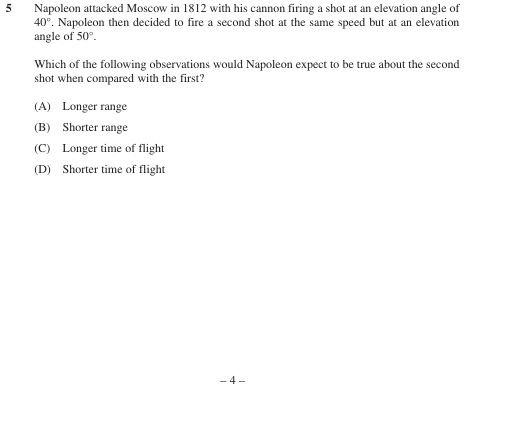 5 Napoleon attacked Moscow in 1812 with his cannon firing a shot at an elevation angle of
40°. Napoleon then decided to fire a second shot at the same speed but at an elevation
angle of 50°.
Which of the following observations would Napoleon expect to be true about the second
shot when compared with the first?
(A) Longer range
(B) Shorter range
(C) Longer time of flight
(D) Shorter time of flight
– 4 –